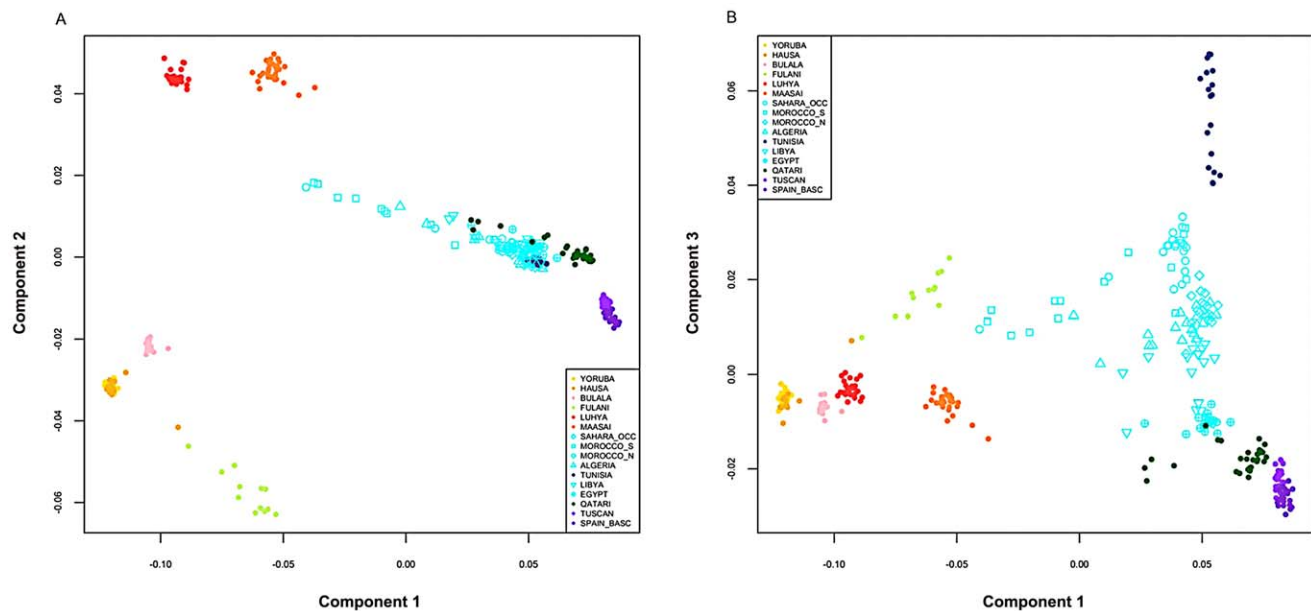 A
Component 2
0.04
0.02
0.00
-0.02
-0.04
-0.06
YORUBA
HAUSA
BULALA
FULANI
LUHYA
MAASAI
SAHARA_OCC
MOROCCO_S
MOROCCO_N
ALGERIA
TUNISIA
LIBYA
EGYPT
QATARI
TUSCAN
SPAIN_BASC
-0.10
-0.05
0.00
0.05
Component 1
B
Component 3
0.06
0.04
0.02
0.00
-0.02
YORUBA
HAUSA
BULALA
FULANI
LUHYA
MAASAI
SAHARA_OCC
MOROCCO_S
MOROCCO_N
ALGERIA
TUNISIA
LIBYA
EGYPT
QATARI
TUSCAN
SPAIN_BASC
-0.10
-0.05
0.00
0.05
Component 1